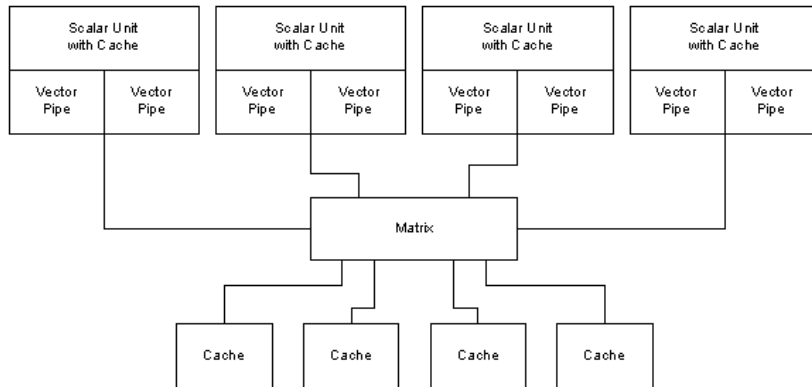 Scalar Unit
with Cache
Scalar Unit
with Cache
Scalar Unit
with Cache
Scalar Unit
with Cache
Vector
Pipe
Vector
Pipe
Vector
Pipe
Vector
Pipe
Vector
Pipe
Vector
Pipe
Vector
Pipe
Vector
Pipe
Matrix
Cache
Cache
Cache
Cache